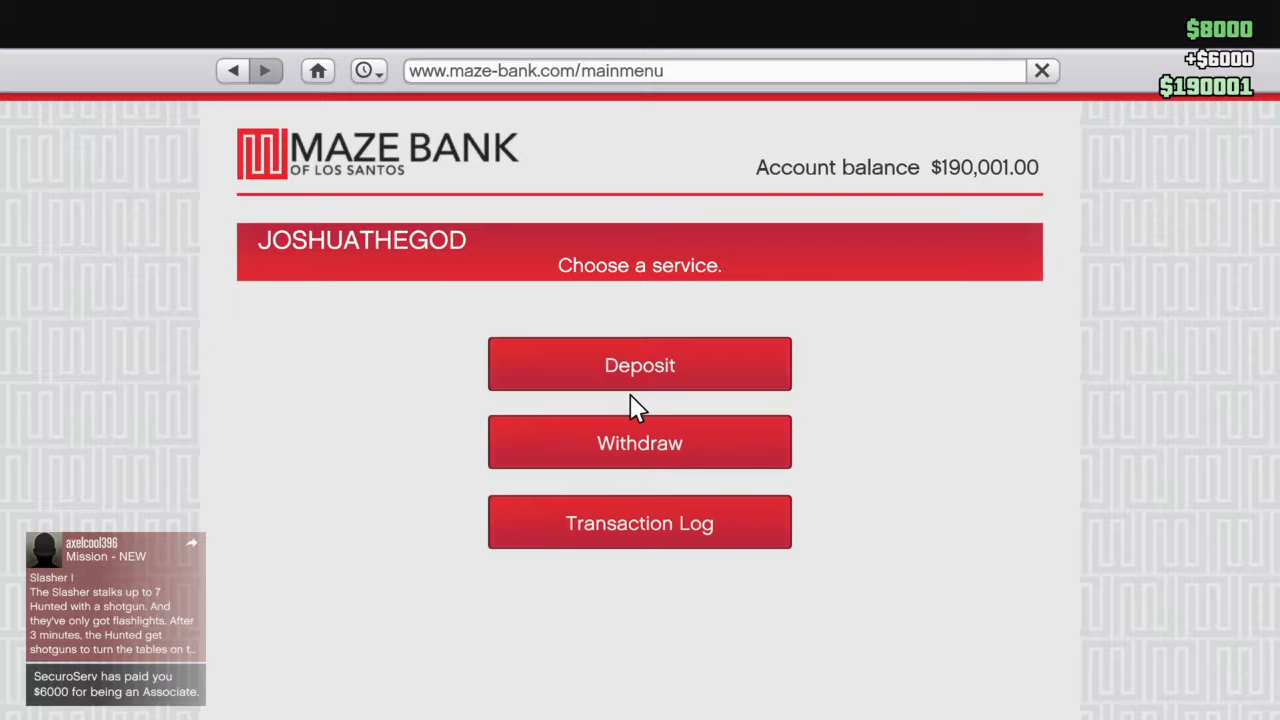 $8000
+$6000
$190001
www.maze-bank.com/mainmenu
MAZE BANK
OF LOS SANTOS
Account balance $190,001.00
JOSHUATHEGOD
Choose a service.
Deposit
Withdraw
Transaction Log
axelcool396
Mission - NEW
Slasher I
The Slasher stalks up to 7
Hunted with a shotgun. And
they've only got flashlights. After
3 minutes, the Hunted get
shotguns to turn the tables on t...
SecuroServ has paid you
$6000 for being an Associate.